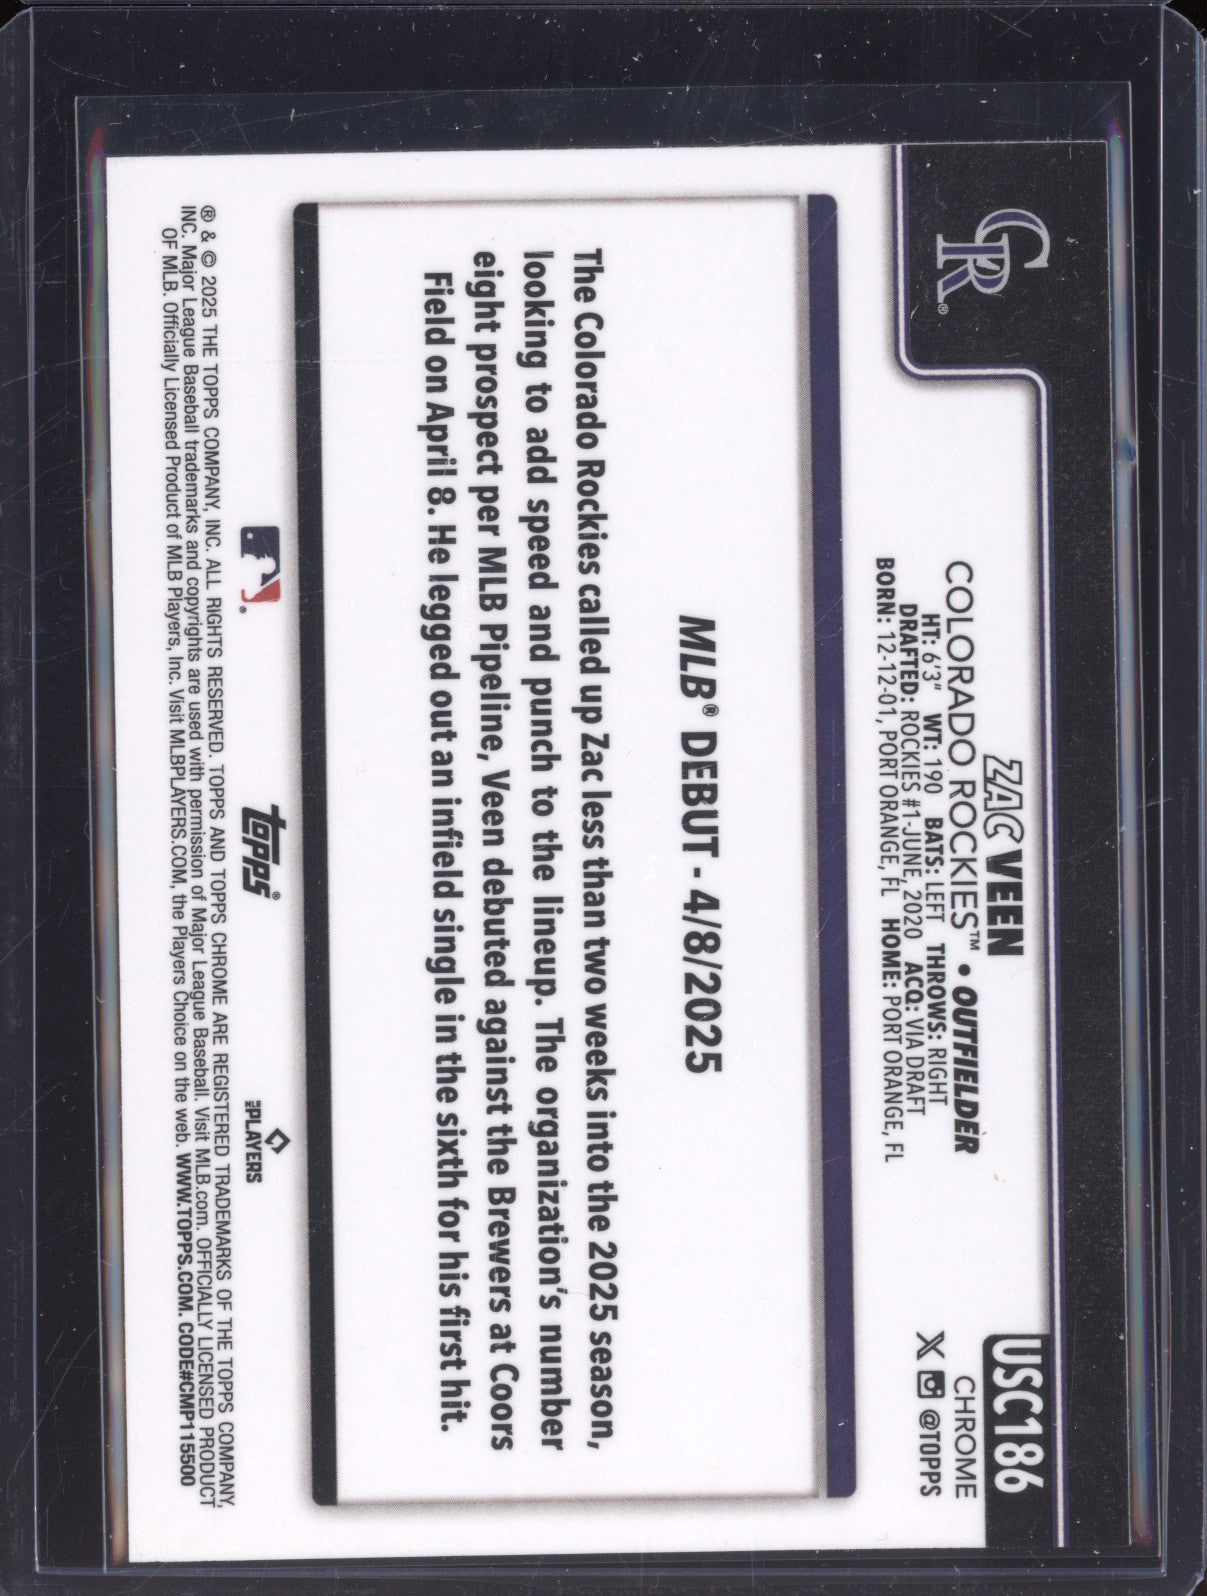 CR®
ZAC VEEN
COLORADO ROCKIES™ • OUTFIELDER
HT: 6'3" WT: 190 BATS: LEFT THROWS: RIGHT
DRAFTED: ROCKIES #1-JUNE, 2020 ACQ: VIA DRAFT
BORN: 12-12-01, PORT ORANGE, FL HOME: PORT ORANGE, FL
USC186
CHROME
X @TOPPS
MLB® DEBUT - 4/8/2025
The Colorado Rockies called up Zac less than two weeks into the 2025 season,
looking to add speed and punch to the lineup. The organization's number
eight prospect per MLB Pipeline, Veen debuted against the Brewers at Coors
Field on April 8. He legged out an infield single in the sixth for his first hit.
® topps® MLB PLAYERS
® & © 2025 THE TOPPS COMPANY, INC. ALL RIGHTS RESERVED. TOPPS AND TOPPS CHROME ARE REGISTERED TRADEMARKS OF THE TOPPS COMPANY,
INC. Major League Baseball trademarks and copyrights are used with permission of Major League Baseball. Visit MLB.com. OFFICIALLY LICENSED PRODUCT
OF MLB. Officially Licensed Product of MLB Players, Inc. Visit MLBPLAYERS.COM, the Players Choice on the web. WWW.TOPPS.COM. CODE#CMP115500